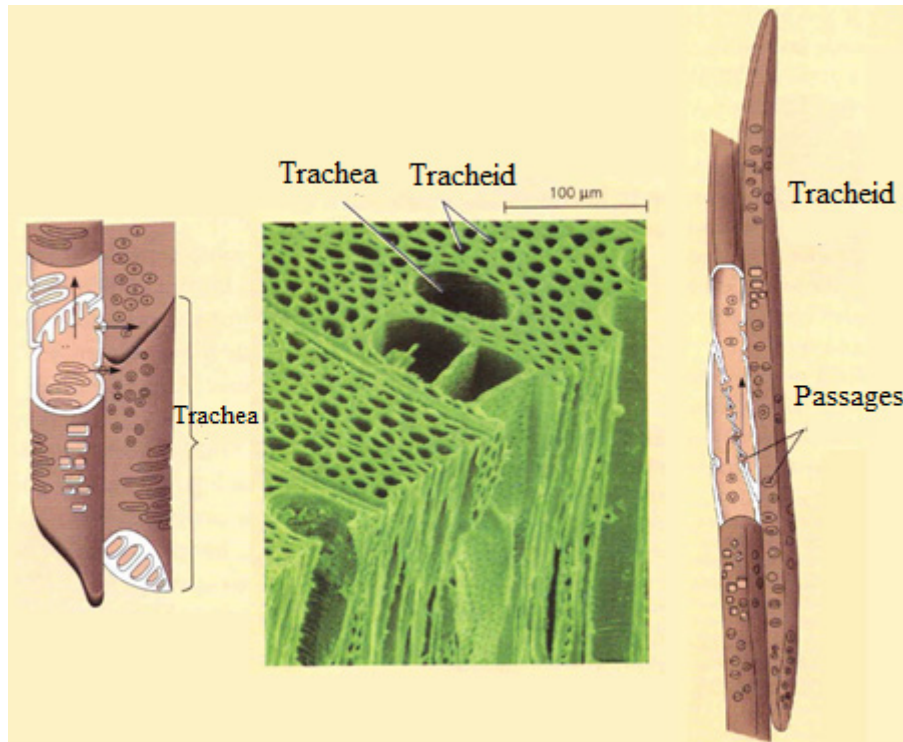 Trachea
Tracheid
100 μm
Tracheid
Trachea
Passages